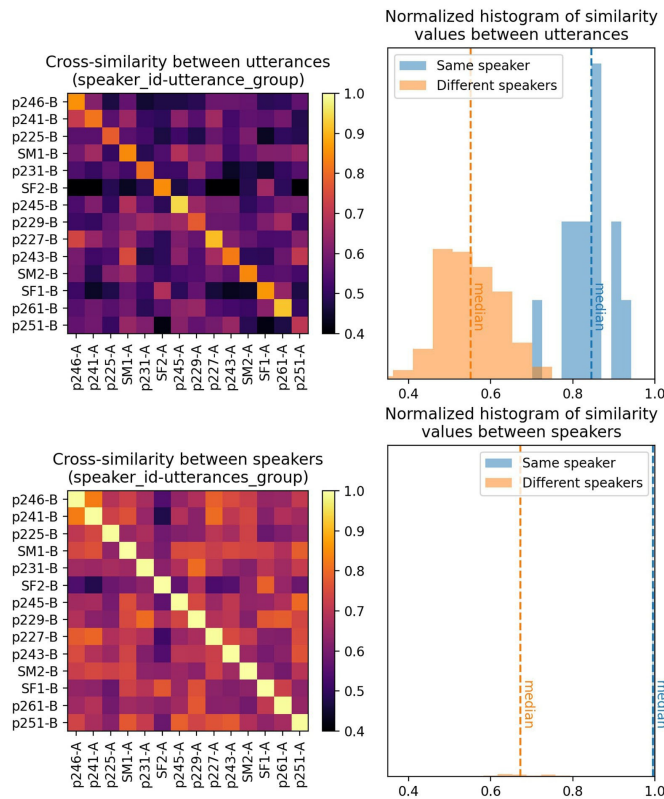 Cross-similarity between utterances
(speaker_id-utterance_group)
p246-B
p241-B
p225-B
SM1-B
p231-B
SF2-B
p245-B
p229-B
p227-B
p243-B
SM2-B
SF1-B
p261-B
p251-B
p246-A
p241-A
p225-A
SM1-A
p231-A
SF2-A
p245-A
p229-A
p227-A
p243-A
SM2-A
SF1-A
p261-A
p251-A
1.0
0.9
0.8
0.7
0.6
0.5
0.4
Normalized histogram of similarity
values between utterances
Same speaker
Different speakers
median
median
0.4
0.6
0.8
1.0
Cross-similarity between speakers
(speaker_id-utterances_group)
p246-B
p241-B
p225-B
SM1-B
p231-B
SF2-B
p245-B
p229-B
p227-B
p243-B
SM2-B
SF1-B
p261-B
p251-B
p246-A
p241-A
p225-A
SM1-A
p231-A
SF2-A
p245-A
p229-A
p227-A
p243-A
SM2-A
SF1-A
p261-A
p251-A
1.0
0.9
0.8
0.7
0.6
0.5
0.4
Normalized histogram of similarity
values between speakers
Same speaker
Different speakers
median
median
0.4
0.6
0.8
1.0